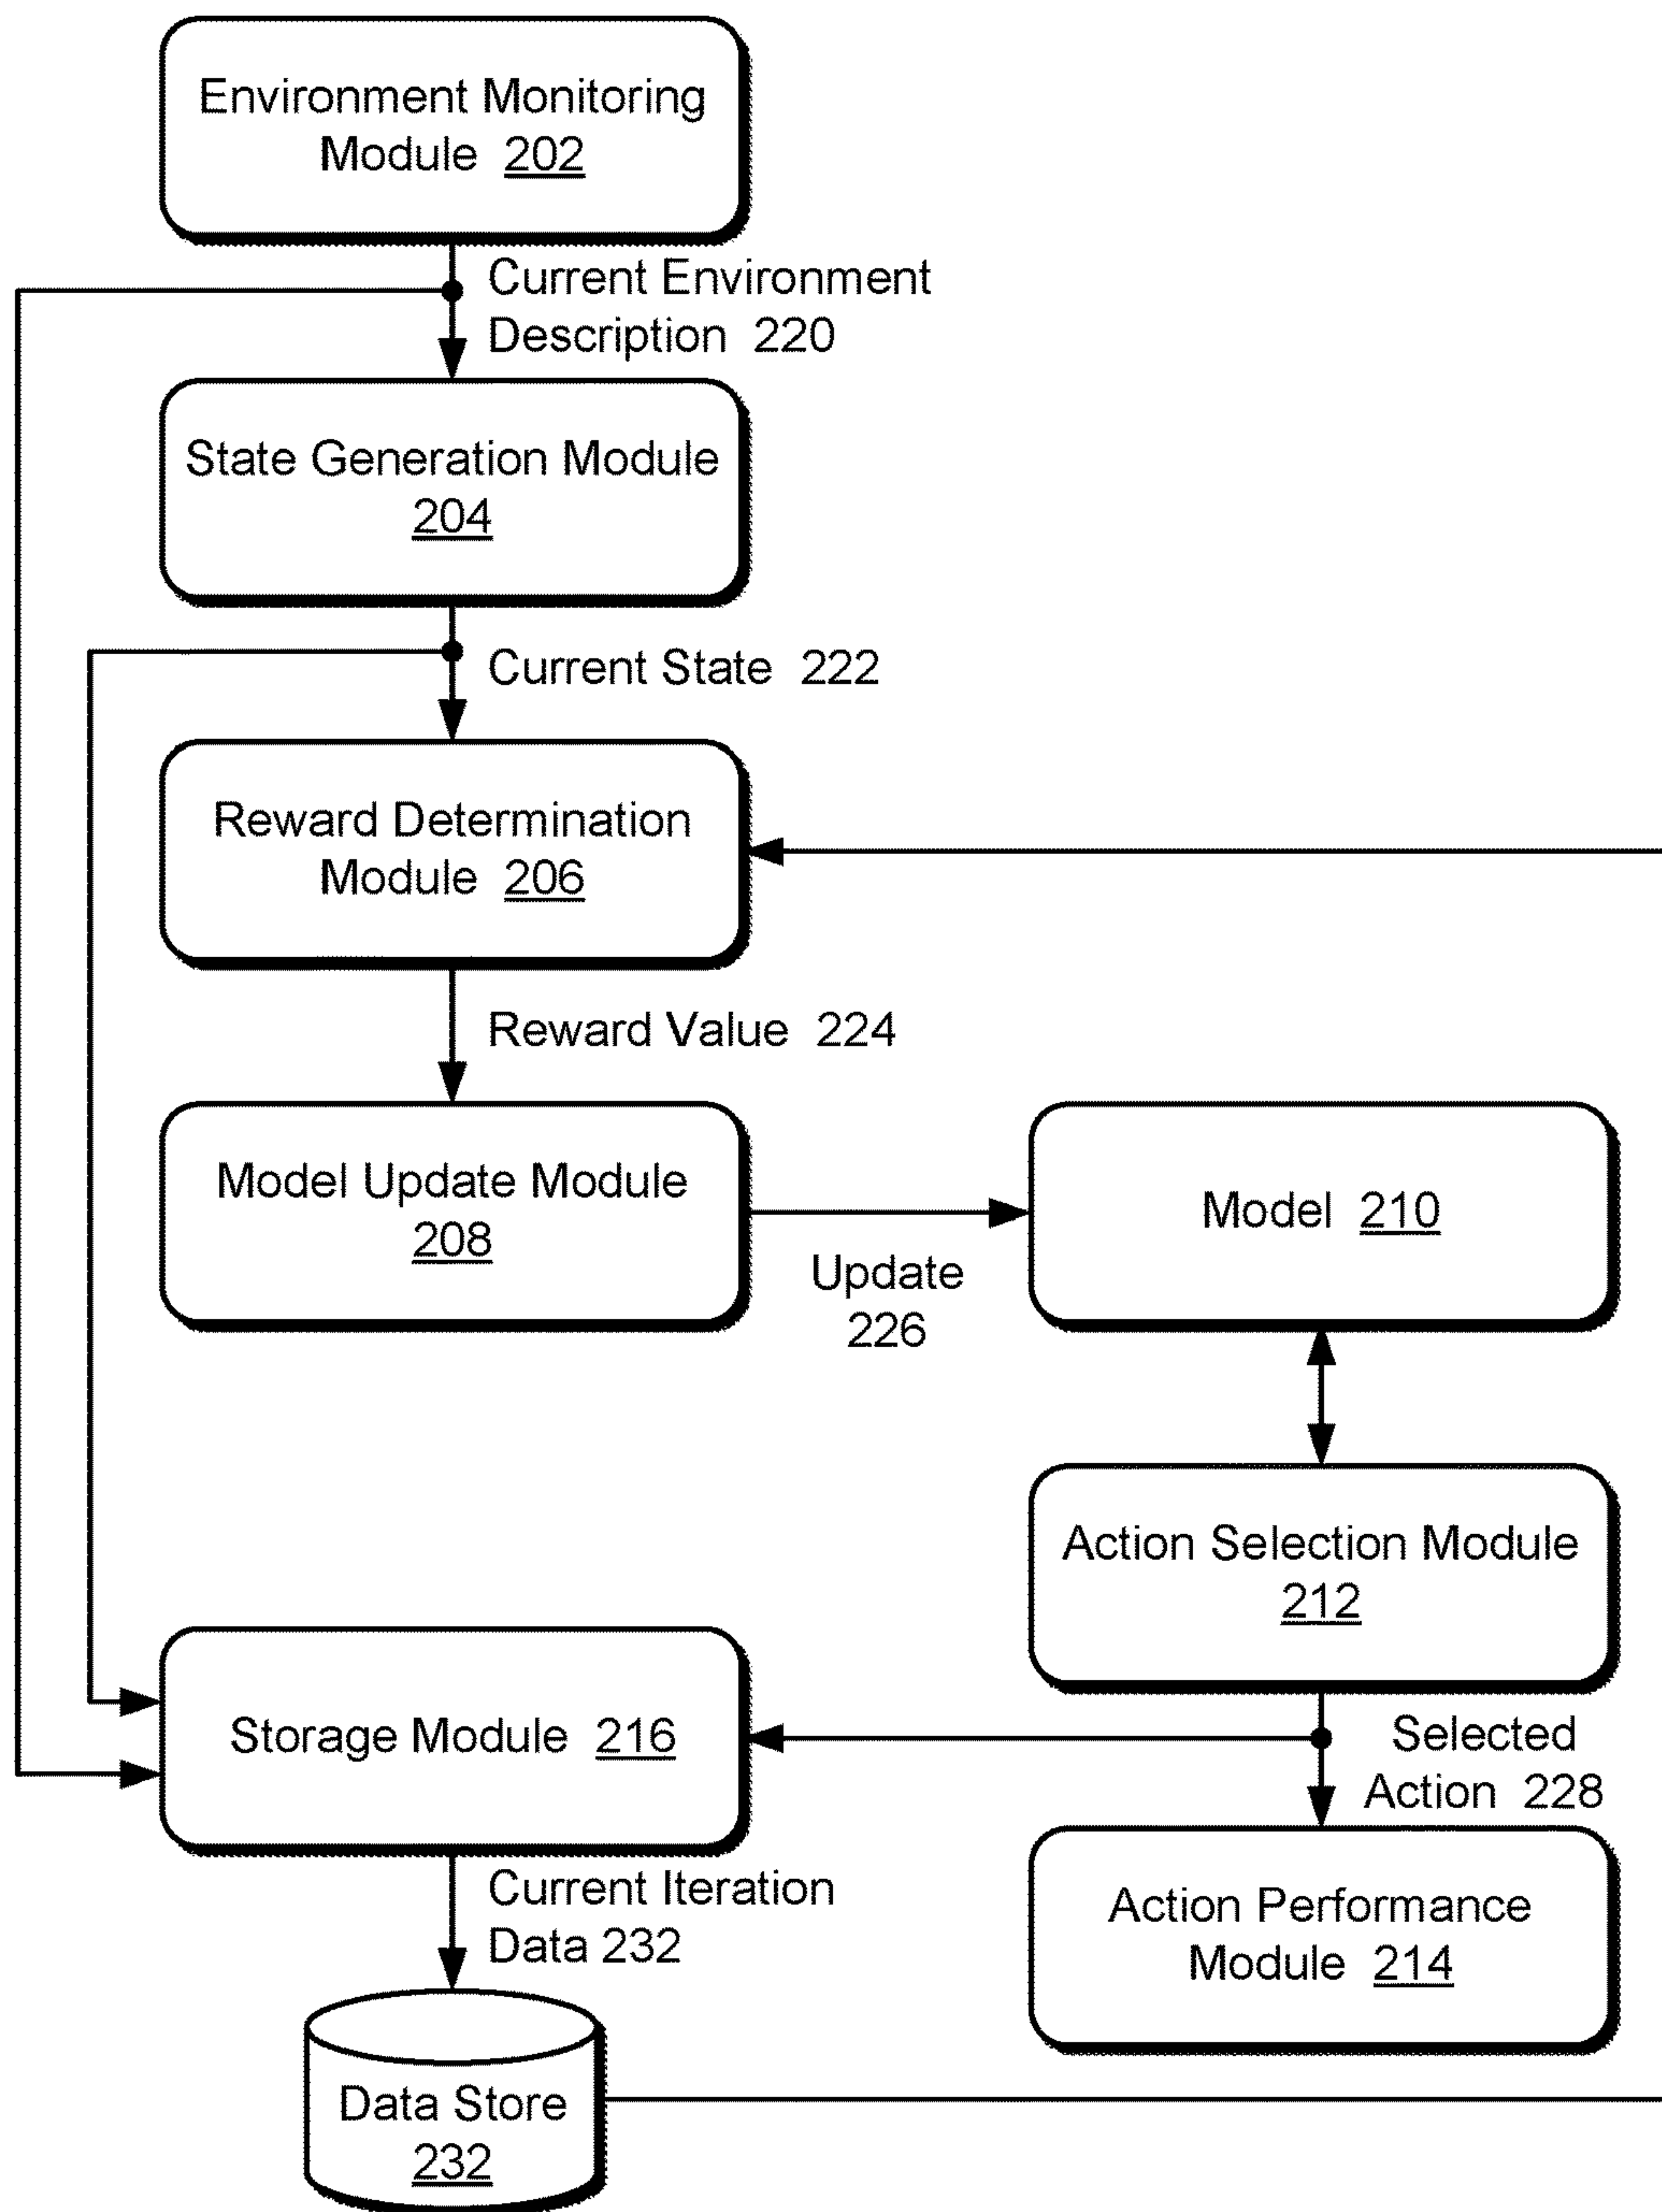 Environment Monitoring
Module 202
Current Environment
Description 220
State Generation Module
204
Current State 222
Reward Determination
Module 206
Reward Value 224
Model Update Module
208
Update
226
Model 210
Action Selection Module
212
Selected
Action 228
Storage Module 216
Action Performance
Module 214
Current Iteration
Data 232
Data Store
232